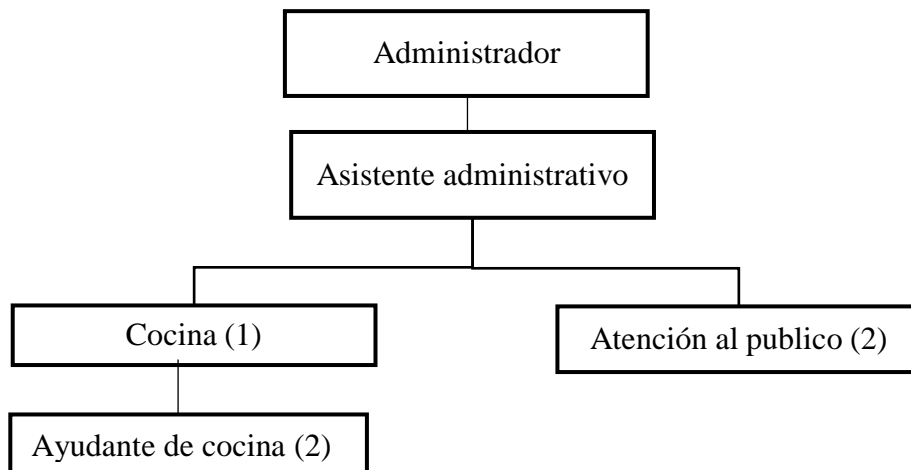 Administrador
Asistente administrativo
Cocina (1)
Atención al publico (2)
Ayudante de cocina (2)